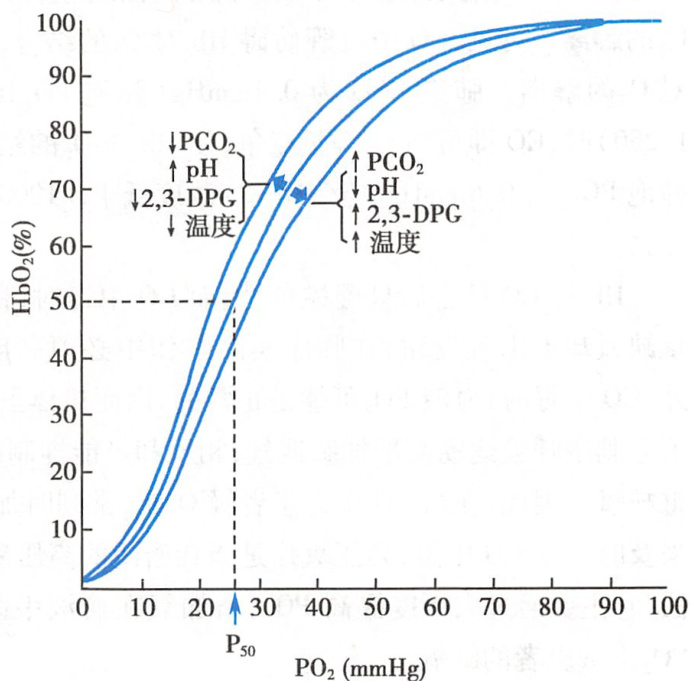 100
90
80
70
60
50
40
30
20
10
HbO₂(%)
↓PCO₂
↑ pH
↓2,3-DPG
↓ 温度
↑ PCO₂
↓ pH
↑ 2,3-DPG
↑ 温度
0 10 20 30 40 50 60 70 80 90 100
P₅₀
PO₂ (mmHg)